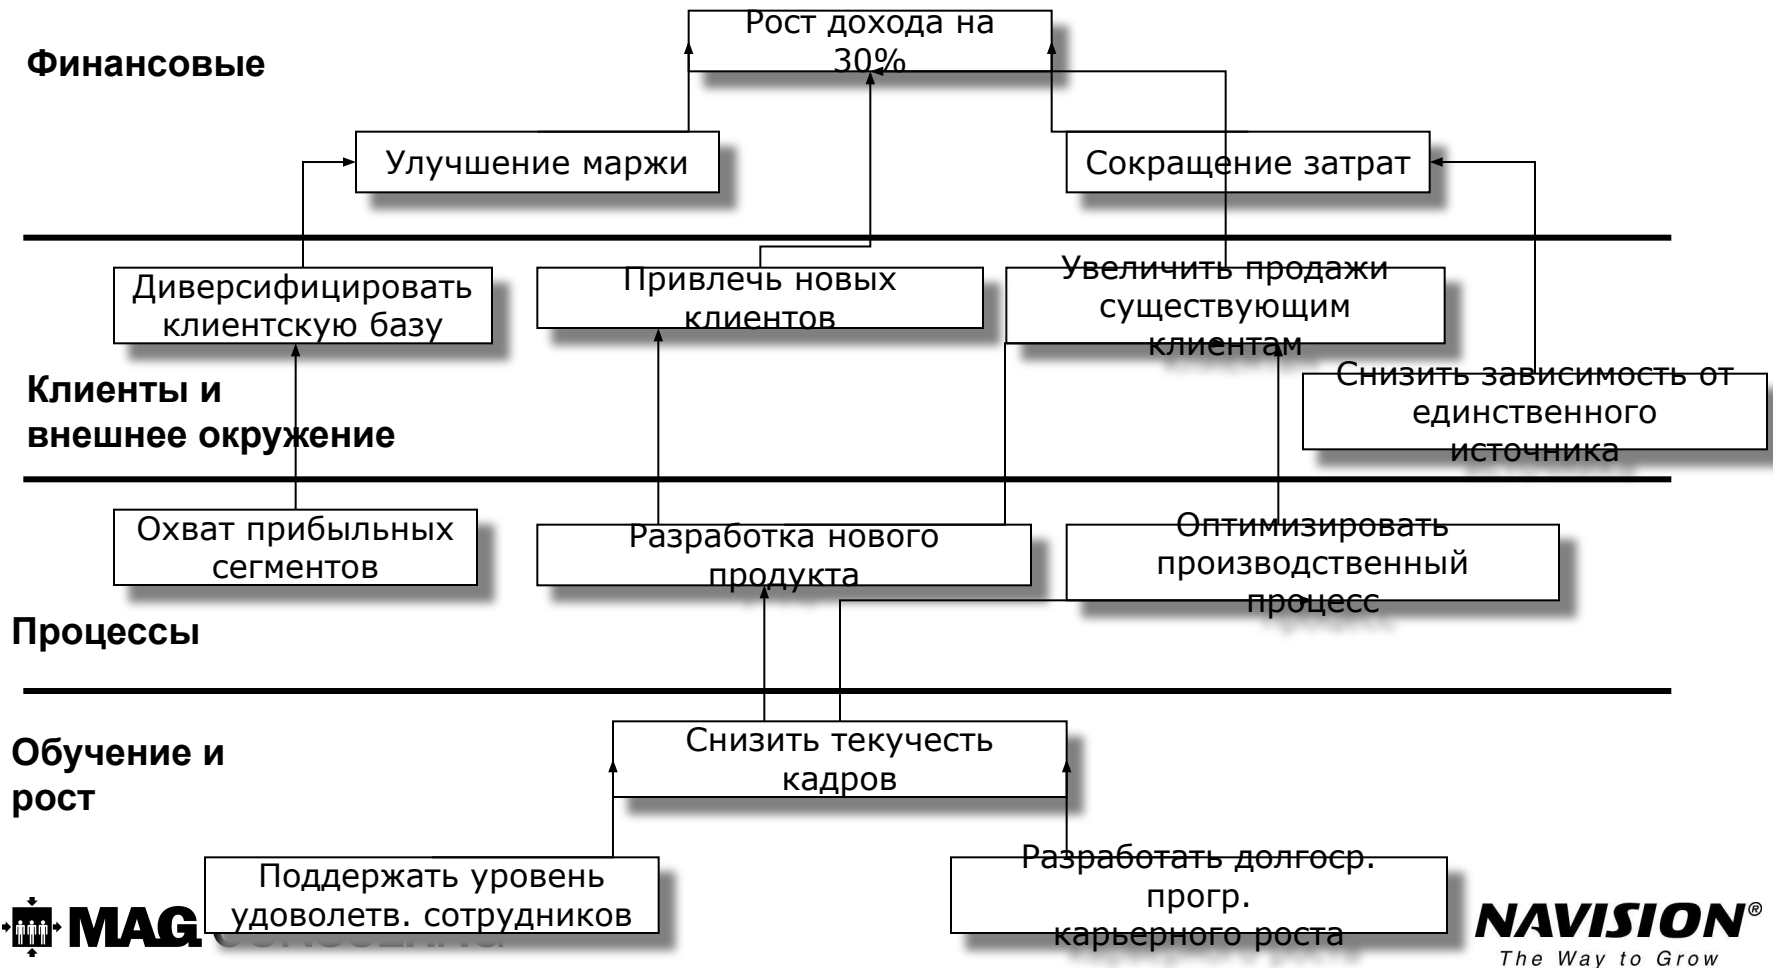 Рост дохода на
30%
Финансовые
Улучшение маржи
Сокращение затрат
Диверсифицировать
клиентскую базу
Привлечь новых
клиентов
Увеличить продажи
существующим
клиентам
Клиенты и
внешнее окружение
Снизить зависимость от
единственного
источника
Охват прибыльных
сегментов
Разработка нового
продукта
Оптимизировать
производственный
процесс
Процессы
Обучение и
рост
Снизить текучесть
кадров
Поддержать уровень
удоволетв. сотрудников
Разработать долгоср.
прогр.
карьерного роста
MAG
NAVISION®
The Way to Grow